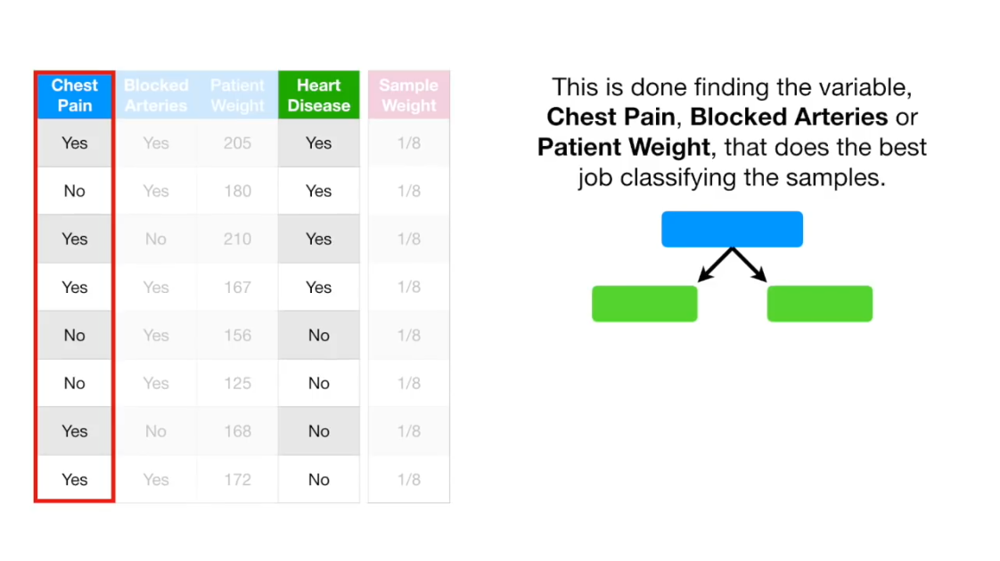 Chest Pain Blocked Arteries Patient Weight Heart Disease Sample Weight
Yes Yes 205 Yes 1/8
No Yes 180 Yes 1/8
Yes No 210 Yes 1/8
Yes Yes 167 Yes 1/8
No Yes 156 No 1/8
No Yes 125 No 1/8
Yes No 168 No 1/8
Yes Yes 172 No 1/8
This is done finding the variable,
Chest Pain, Blocked Arteries or
Patient Weight, that does the best
job classifying the samples.